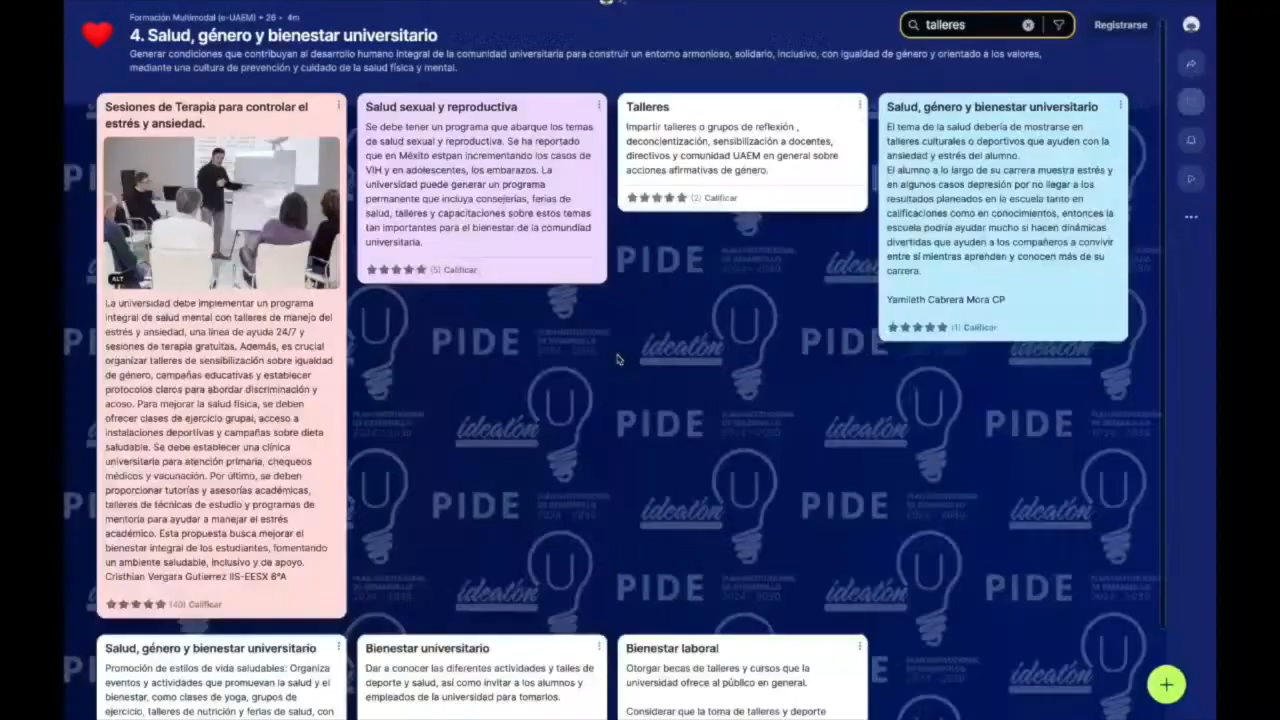 Formación Multimodal (e-UAEM) + 26 • 4m
4. Salud, género y bienestar universitario
Generar condiciones que contribuyan al desarrollo humano integral de la comunidad universitaria para construir un entorno armonioso, solidario, inclusivo, con igualdad de género y orientado a los valores,
mediante una cultura de prevención y cuidado de la salud física y mental.
talleres
Registrarse
Sesiones de Terapia para controlar el
estrés y ansiedad.
ALT
La universidad debe implementar un programa
integral de salud mental con talleres de manejo del
estrés y ansiedad, una línea de ayuda 24/7 y
sesiones de terapia gratuitas. Además, es crucial
organizar talleres de sensibilización sobre igualdad
de género, campañas educativas y establecer
protocolos claros para abordar discriminación y
acoso. Para mejorar la salud física, se deben
ofrecer clases de ejercicio grupal, acceso a
instalaciones deportivas y campañas sobre dieta
saludable. Se debe establecer una clínica
universitaria para atención primaria, chequeos
médicos y vacunación. Por último, se deben
proporcionar tutorías y asesorías académicas,
talleres de técnicas de estudio y programas de
mentoría para ayudar a manejar el estrés
académico. Esta propuesta busca mejorar el
bienestar integral de los estudiantes, fomentando
un ambiente saludable, inclusivo y de apoyo.
Cristhian Vergara Gutierrez IIS-EESX 6°A
(40) Calificar
Salud sexual y reproductiva
Se debe tener un programa que abarque los temas
de salud sexual y reproductiva. Se ha reportado
que en México estpan incrementando los casos de
VIH y en adolescentes, los embarazos. La
universidad puede generar un programa
permanente que incluya consejerías, ferias de
salud, talleres y capacitaciones sobre estos temas
tan importantes para el bienestar de la comundiad
universitaria.
(5) Calificar
Talleres
Impartir talleres o grupos de reflexión ,
deconcientización, sensibilización a docentes,
directivos y comunidad UAEM en general sobre
acciones afirmativas de género.
(2) Calificar
Salud, género y bienestar universitario
El tema de la salud debería de mostrarse en
talleres culturales o deportivos que ayuden con la
ansiedad y estrés del alumno.
El alumno a lo largo de su carrera muestra estrés y
en algunos casos depresión por no llegar a los
resultados planeados en la escuela tanto en
calificaciones como en conocimientos, entonces la
escuela podría ayudar mucho si hacen dinámicas
divertidas que ayuden a los compañeros a convivir
entre sí mientras aprenden y conocen más de su
carrera.
Yamileth Cabrera Mora CP
(1) Calificar
Salud, género y bienestar universitario
Promoción de estilos de vida saludables: Organiza
eventos y actividades que promuevan la salud y el
bienestar, como clases de yoga, grupos de
ejercicio, talleres de nutrición y ferias de salud, con
Bienestar universitario
Dar a conocer las diferentes actividades y talles de
deporte y salud, así como invitar a los alumnos y
empleados de la universidad para tomarlos.
Bienestar laboral
Otorgar becas de talleres y cursos que la
universidad ofrece al público en general.
Considerar que la toma de talleres y deporte
PIDE
ideatón
PIDE
ideatón
PIDE
ideatón
ideatón
PIDE
ideatón
PIDE
PIDE
ideatón
PIDE
ideatón
ideatón
PIDE
ideatón
PIDE
ideatón